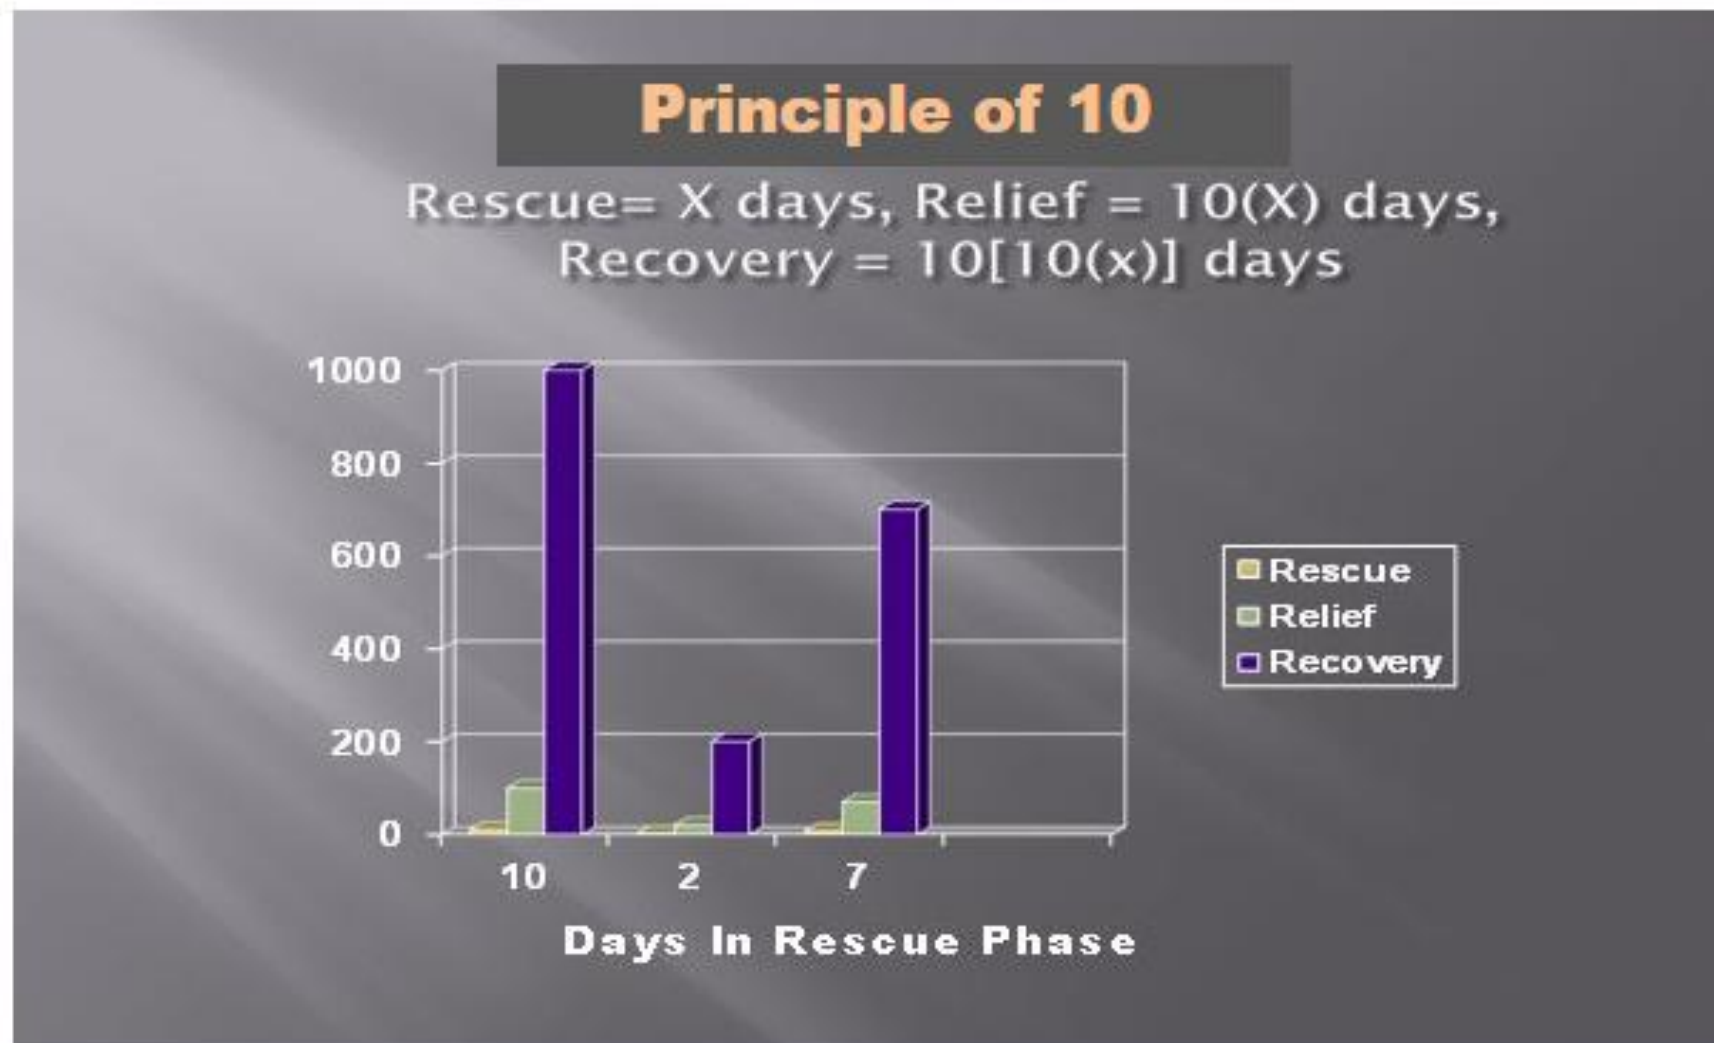 Principle of 10
Rescue= X days, Relief = 10(X) days,
Recovery = 10[10(x)] days
1000
800
600
400
200
0
10 2 7
Days In Rescue Phase
Rescue
Relief
Recovery